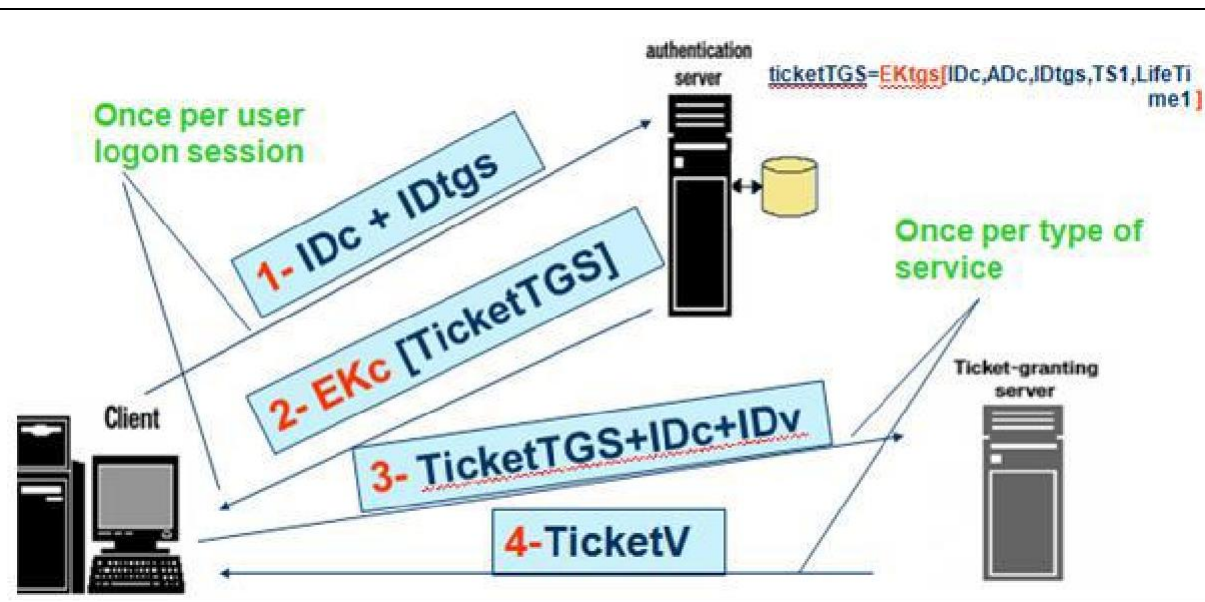 authentication
server
ticketTGS=EKtgs[IDc,ADc,IDtgs,TS1,LifeTi
me1]
Once per user
logon session
1- IDc + IDtgs
Once per type of
service
2- EKc [TicketTGS]
Ticket-granting
server
Client
3- TicketTGS+IDc+IDv
4-TicketV